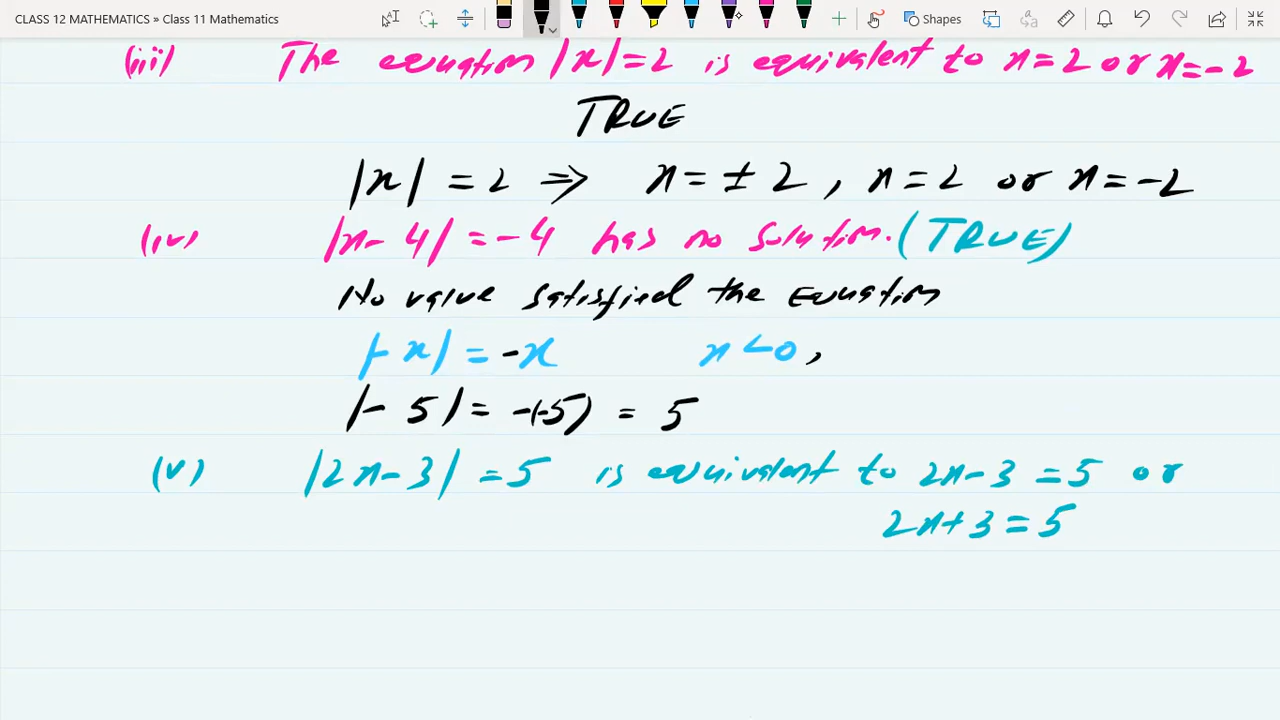 CLASS 12 MATHEMATICS » Class 11 Mathematics
Shapes
(iii) The equation |x|=2 is equivalent to x=2 or x=-2
TRUE
|x| = 2 ⇒ x = ± 2 , x = 2 or x = -2
(iv) |x-4| = -4 has no solution. (TRUE)
No value satisfied the Equation
|-x| = -x x<0 ,
|-5| = -(-5) = 5
(v) |2x-3| = 5 is equivalent to 2x-3 = 5 or
2x+3 = 5